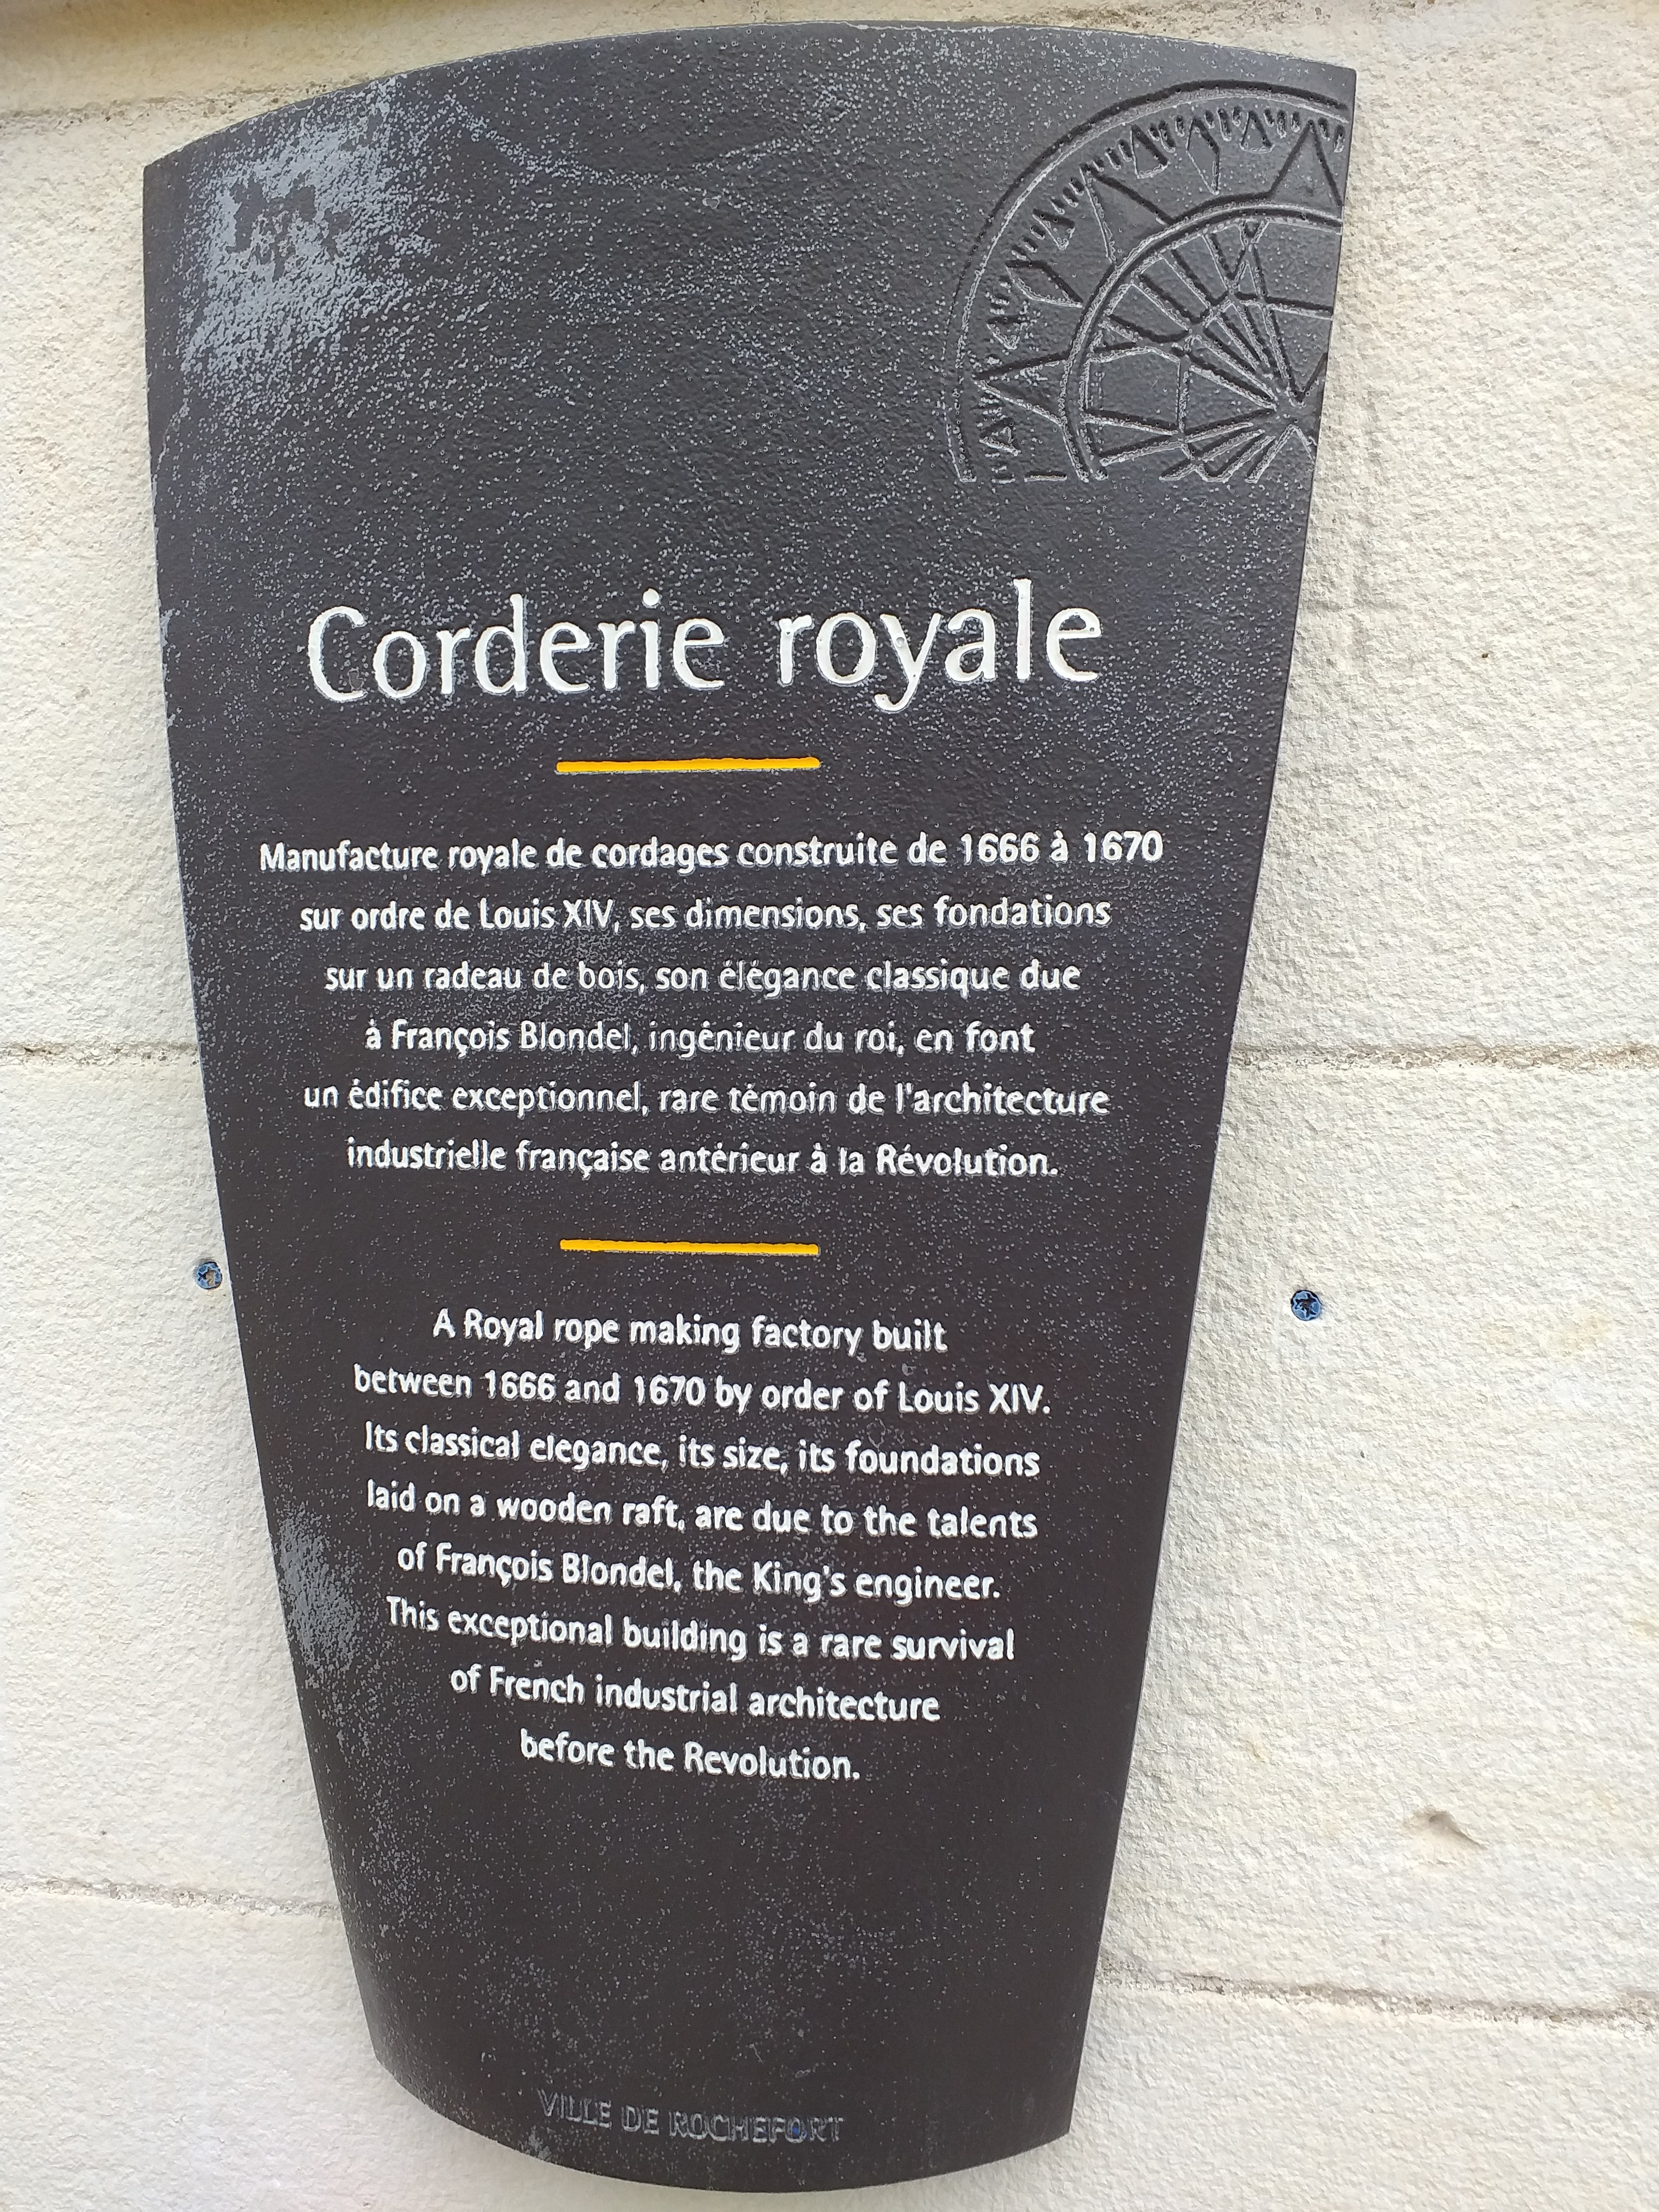 Corderie royale
Manufacture royale de cordages construite de 1666 à 1670
sur ordre de Louis XIV, ses dimensions, ses fondations
sur un radeau de bois, son élégance classique due
à François Blondel, ingénieur du roi, en font
un édifice exceptionnel, rare témoin de l'architecture
industrielle française antérieur à la Révolution.
A Royal rope making factory built
between 1666 and 1670 by order of Louis XIV.
Its classical elegance, its size, its foundations
laid on a wooden raft, are due to the talents
of François Blondel, the King's engineer.
This exceptional building is a rare survival
of French industrial architecture
before the Revolution.
VILLE DE ROCHEFORT